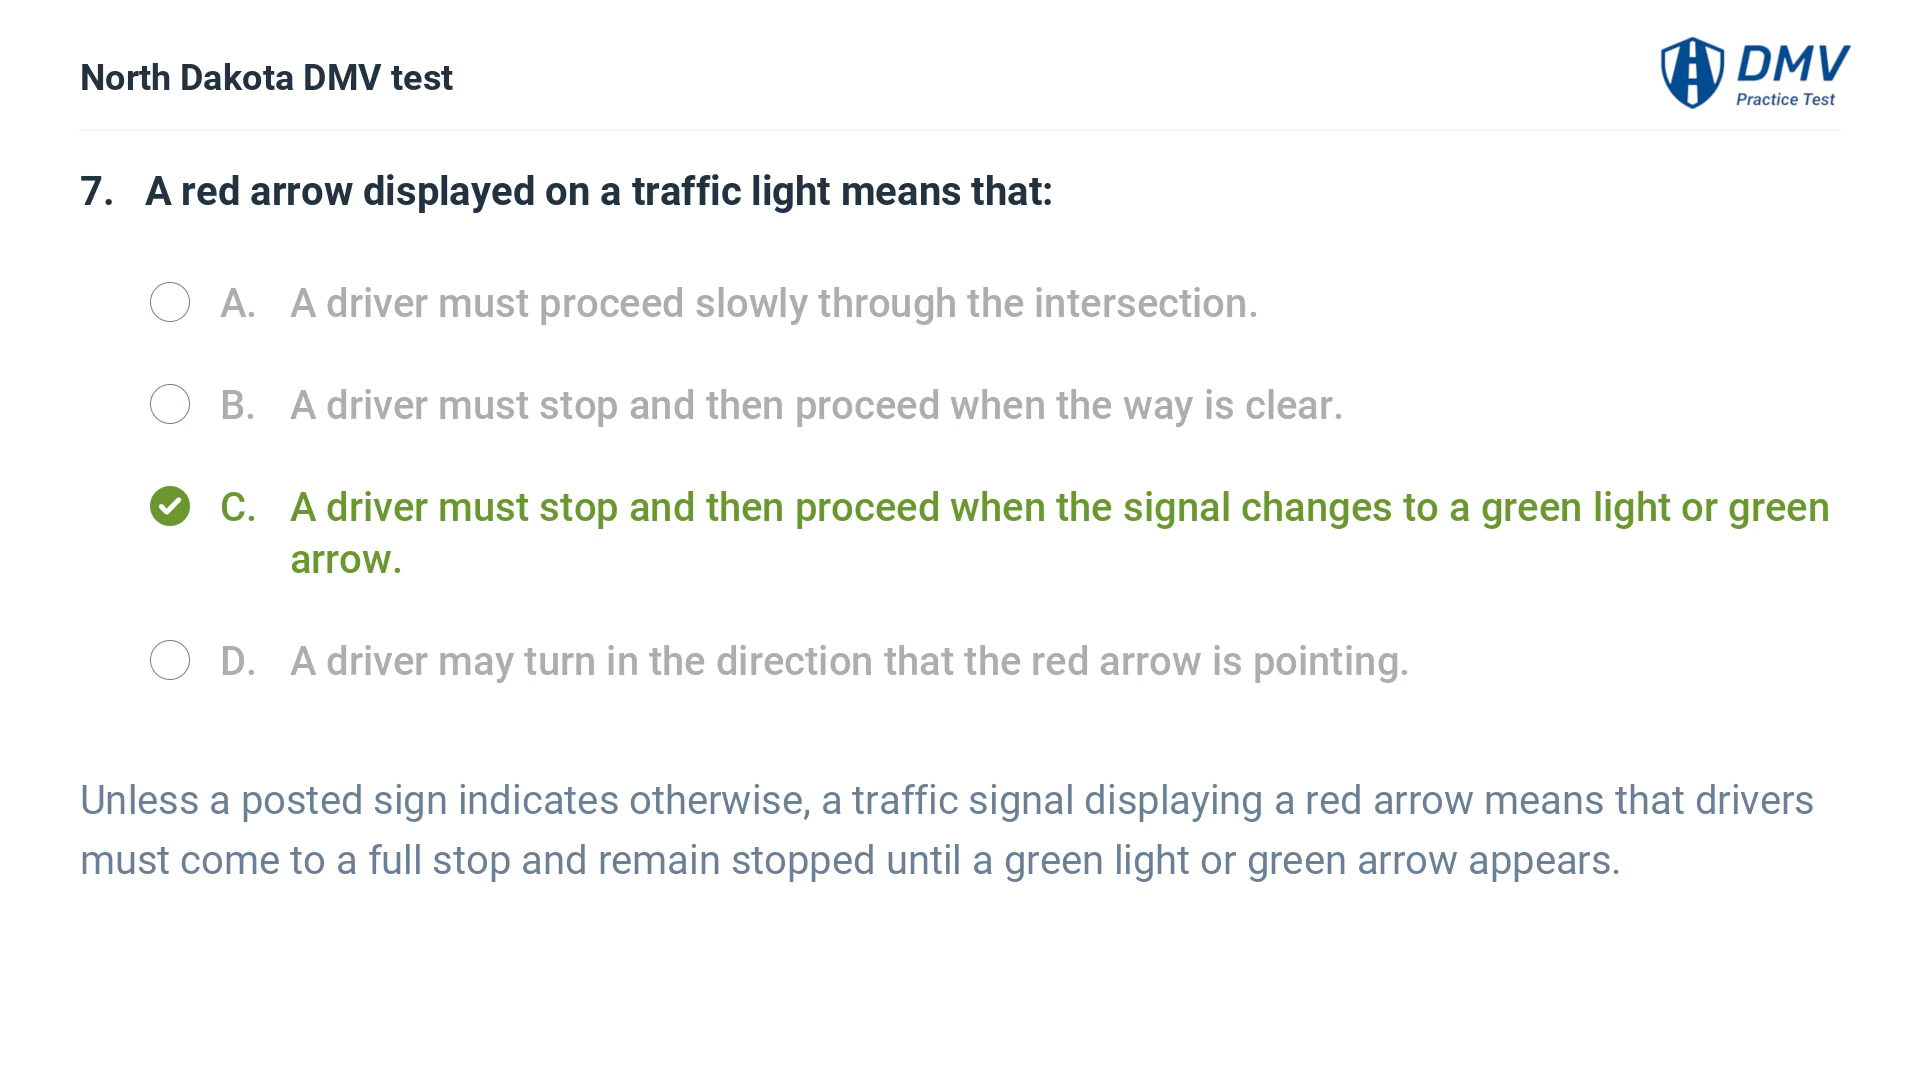 North Dakota DMV test
DMV
Practice Test
7. A red arrow displayed on a traffic light means that:
A. A driver must proceed slowly through the intersection.
B. A driver must stop and then proceed when the way is clear.
C. A driver must stop and then proceed when the signal changes to a green light or green
arrow.
D. A driver may turn in the direction that the red arrow is pointing.
Unless a posted sign indicates otherwise, a traffic signal displaying a red arrow means that drivers
must come to a full stop and remain stopped until a green light or green arrow appears.